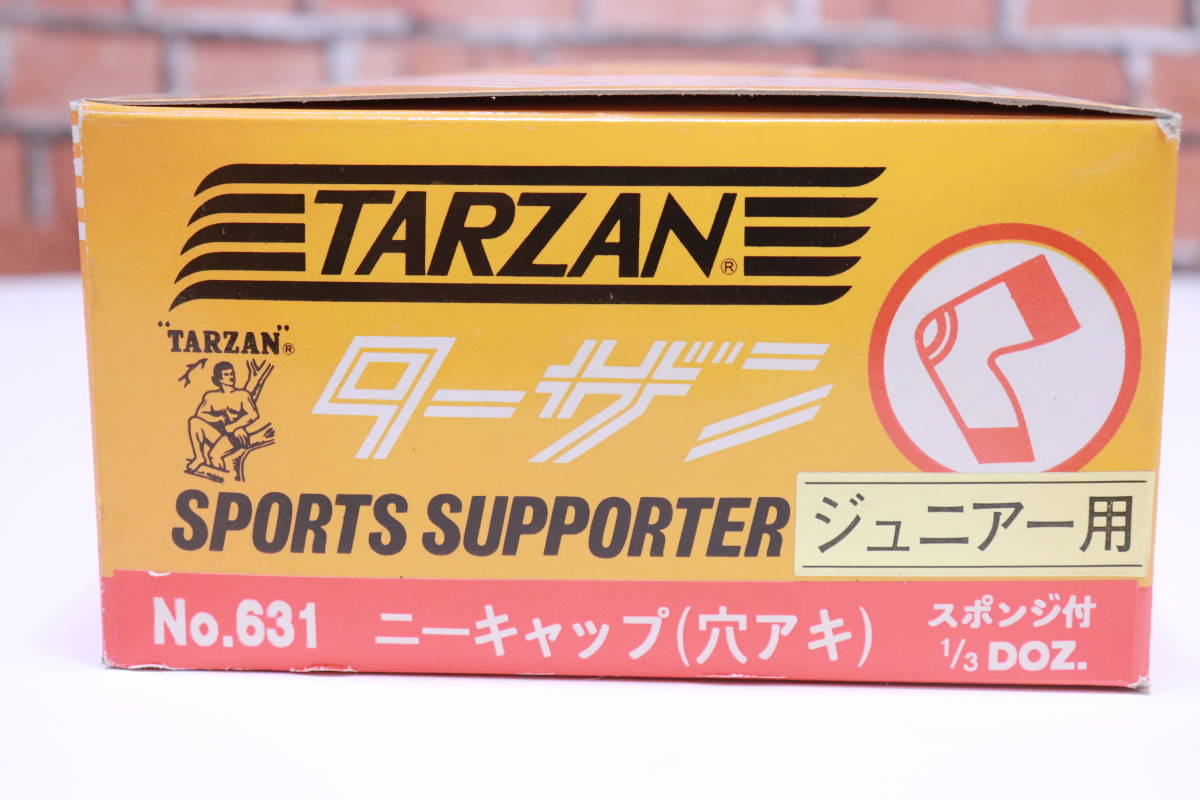 TARZAN®
"TARZAN"®
ターザン
SPORTS SUPPORTER
ジュニアー用
No.631 ニーキャップ(穴アキ) スポンジ付
1/3 DOZ.